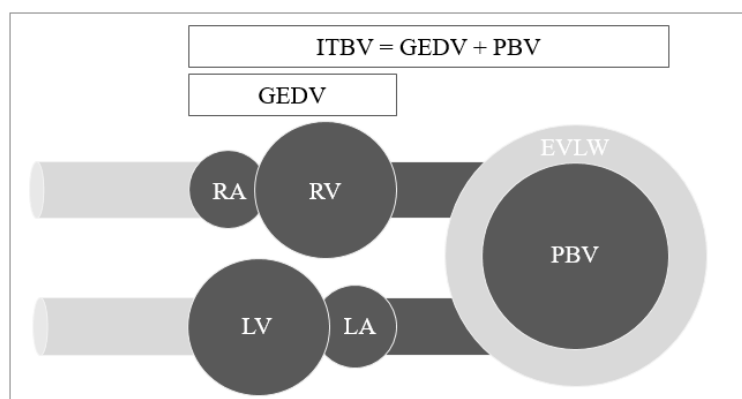 ITBV = GEDV + PBV
GEDV
EVLW
RA
RV
PBV
LV
LA